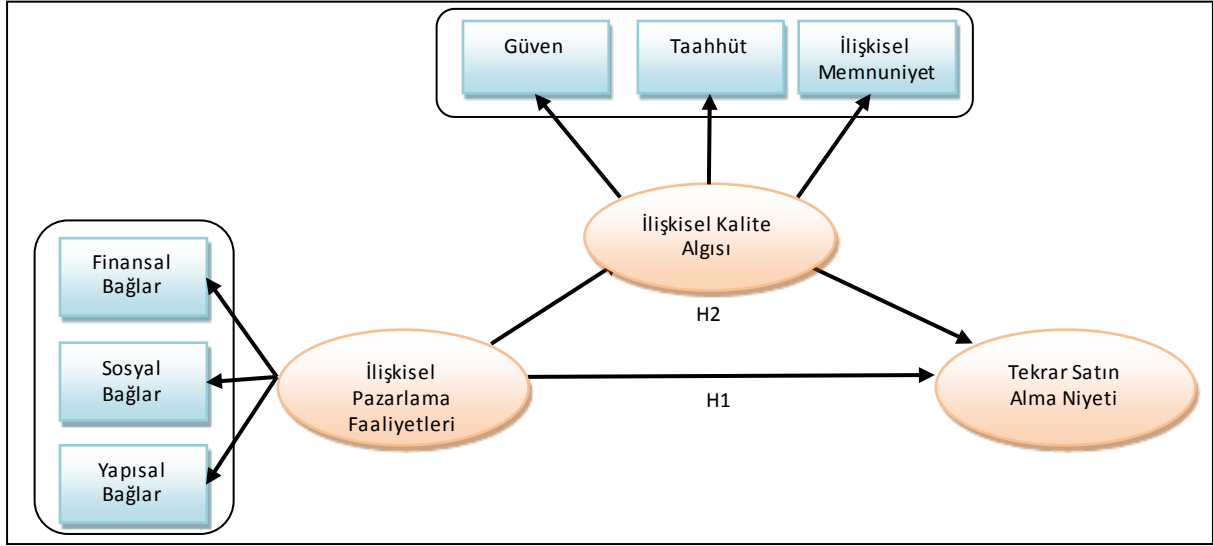 Güven
Taahhüt
İlişkisel
Memnuniyet
İlişkisel Kalite
Algısı
Finansal
Bağlar
Sosyal
Bağlar
Yapısal
Bağlar
İlişkisel
Pazarlama
Faaliyetleri
H2
H1
Tekrar Satın
Alma Niyeti